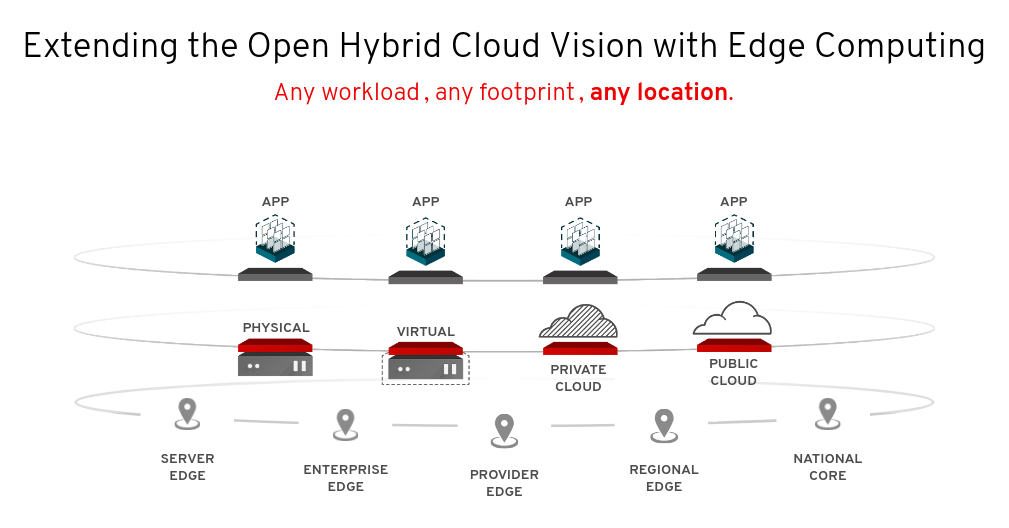 Extending the Open Hybrid Cloud Vision with Edge Computing
Any workload, any footprint, any location.
APP
APP
APP
APP
PHYSICAL
VIRTUAL
PRIVATE
CLOUD
PUBLIC
CLOUD
SERVER
EDGE
ENTERPRISE
EDGE
PROVIDER
EDGE
REGIONAL
EDGE
NATIONAL
CORE